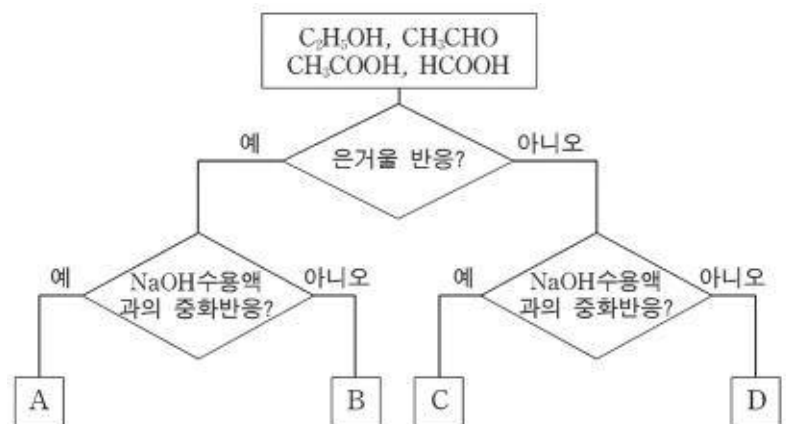 C₂H₅OH, CH₃CHO
CH₃COOH, HCOOH
예
은거울 반응?
아니오
예
NaOH수용액
과의 중화반응?
아니오
예
NaOH수용액
과의 중화반응?
아니오
A
B
C
D